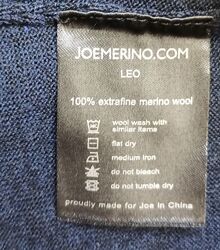 JOEMERINO.COM
LEO
100% extrafine merino wool
wool wash with
similar items
flat dry
medium iron
do not bleach
do not tumble dry
proudly made for Joe in China